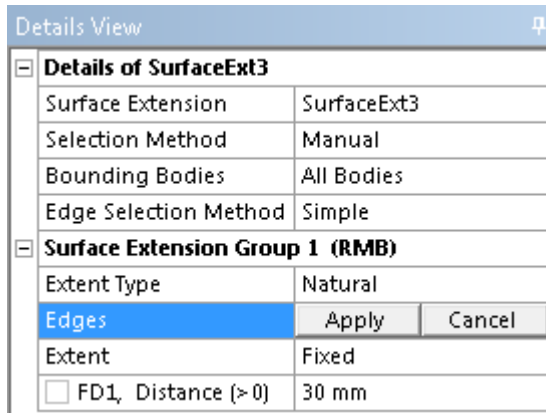 Details View
Details of SurfaceExt3
Surface Extension SurfaceExt3
Selection Method Manual
Bounding Bodies All Bodies
Edge Selection Method Simple
Surface Extension Group 1 (RMB)
Extent Type Natural
Edges Apply Cancel
Extent Fixed
FD1, Distance (>0) 30 mm